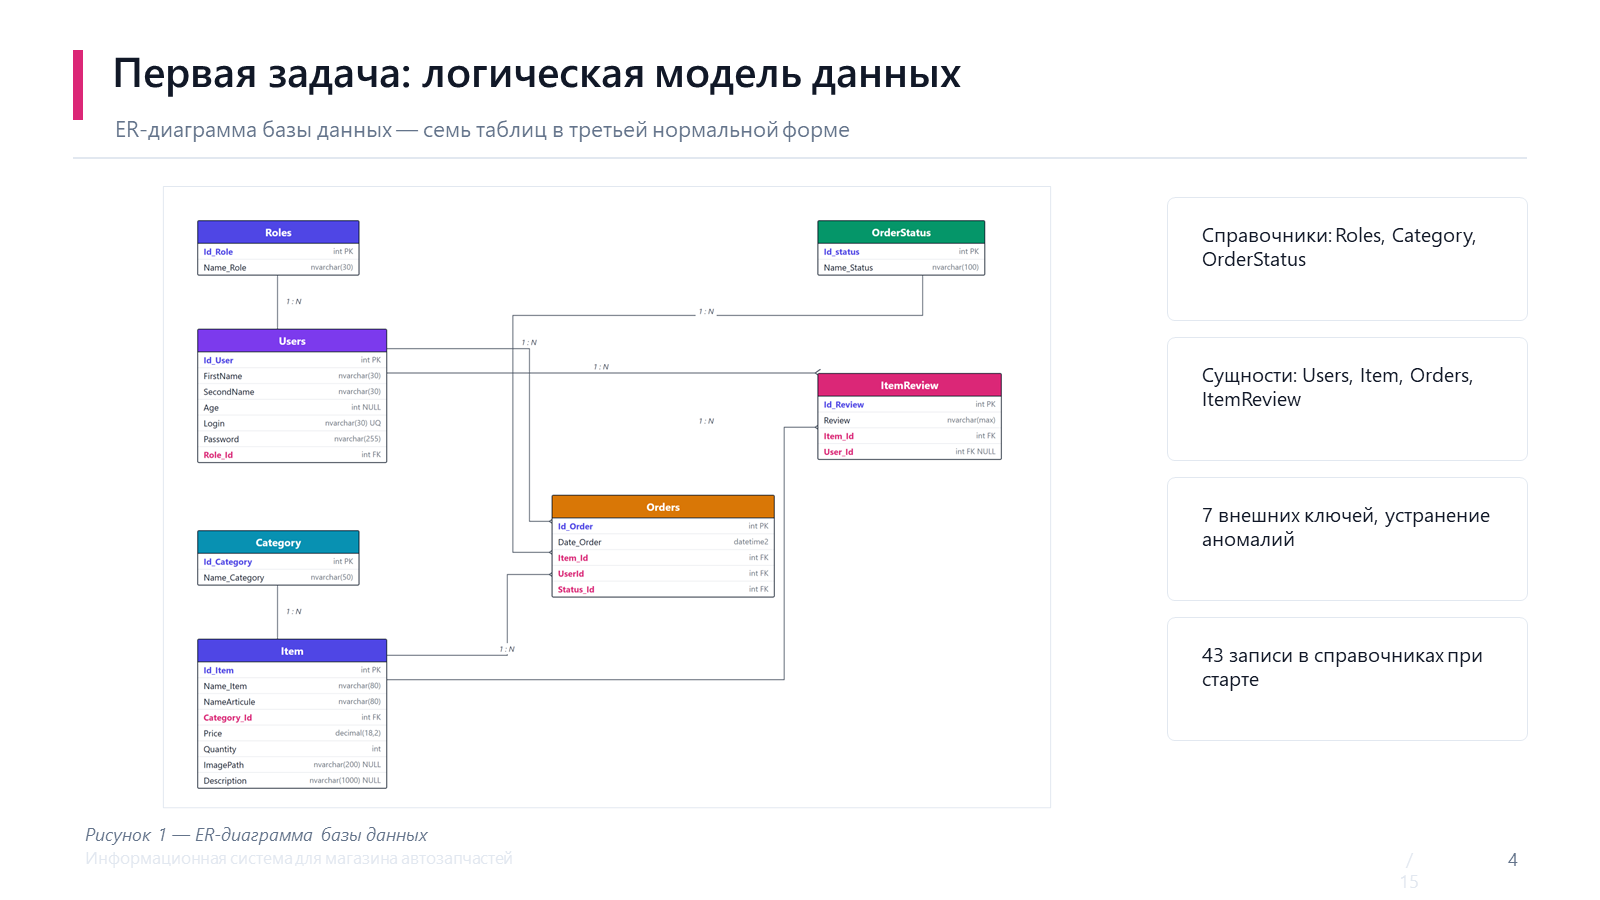 Первая задача: логическая модель данных
ER-диаграмма базы данных — семь таблиц в третьей нормальной форме
Roles
Id_Role int PK
Name_Role nvarchar(30)
1 : N
Users
Id_User int PK
FirstName nvarchar(30)
SecondName nvarchar(30)
Age int NULL
Login nvarchar(30) UQ
Password nvarchar(255)
Role_Id int FK
Category
Id_Category int PK
Name_Category nvarchar(50)
1 : N
Item
Id_Item int PK
Name_Item nvarchar(80)
NameArticule nvarchar(80)
Category_Id int FK
Price decimal(18,2)
Quantity int
ImagePath nvarchar(200) NULL
Description nvarchar(1000) NULL
OrderStatus
Id_status int PK
Name_Status nvarchar(100)
1 : N
1 : N
1 : N
ItemReview
Id_Review int PK
Review nvarchar(max)
Item_Id int FK
User_Id int FK NULL
1 : N
Orders
Id_Order int PK
Date_Order datetime2
Item_Id int FK
UserId int FK
Status_Id int FK
1 : N
Справочники: Roles, Category,
OrderStatus
Сущности: Users, Item, Orders,
ItemReview
7 внешних ключей, устранение
аномалий
43 записи в справочниках при
старте
Рисунок 1 — ER-диаграмма базы данных
Информационная система для магазина автозапчастей
/
15
4